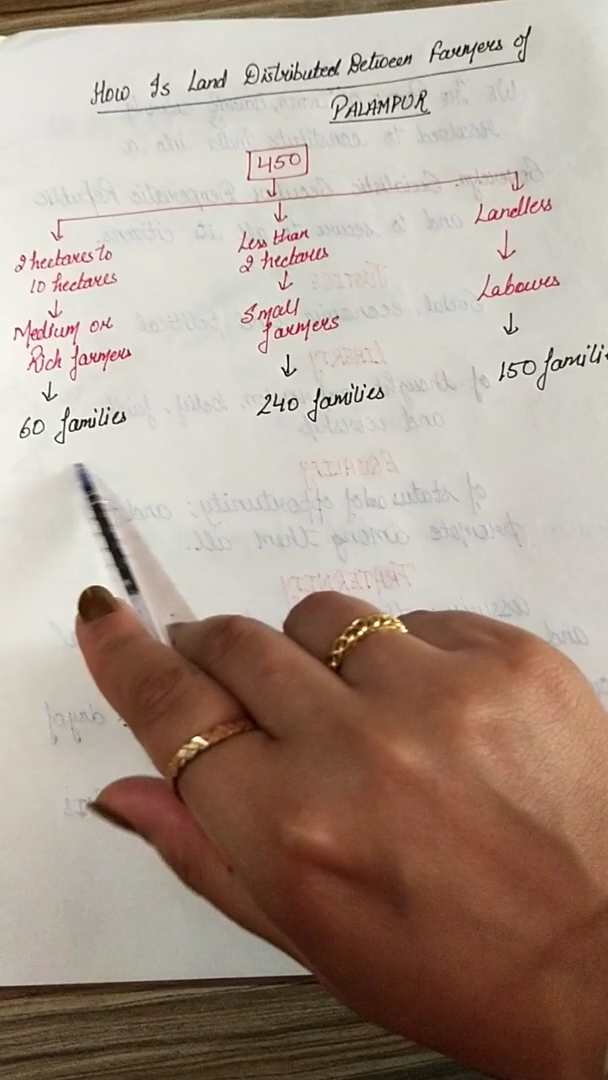 How Is Land Distributed Between Farmers of
PALAMPUR
450
2 hectares to
10 hectares
Medium or
Rich farmers
60 families
Less than
2 hectares
Small
farmers
240 families
Landless
Laboures
150 famili